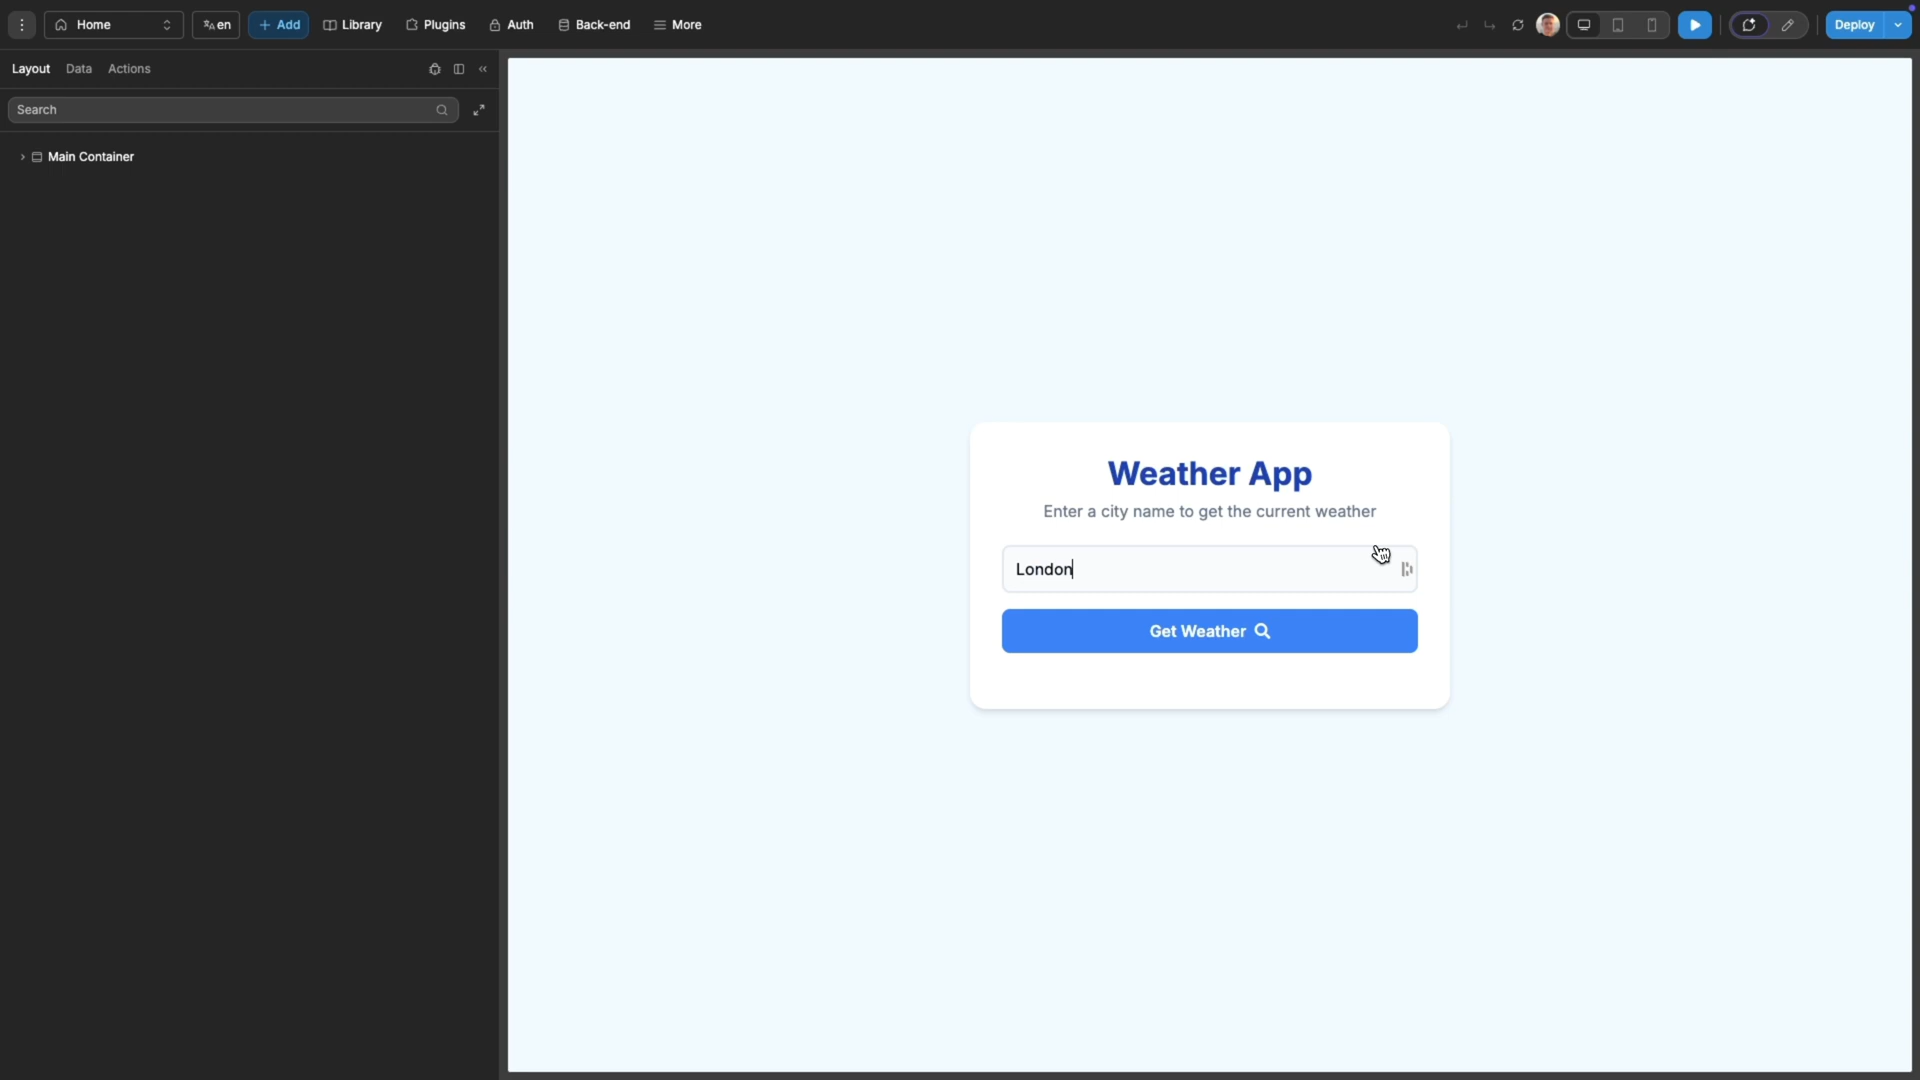 Home
en
Add
Library
Plugins
Auth
Back-end
More
Deploy
Layout
Data
Actions
Search
Main Container
Weather App
Enter a city name to get the current weather
London
Get Weather